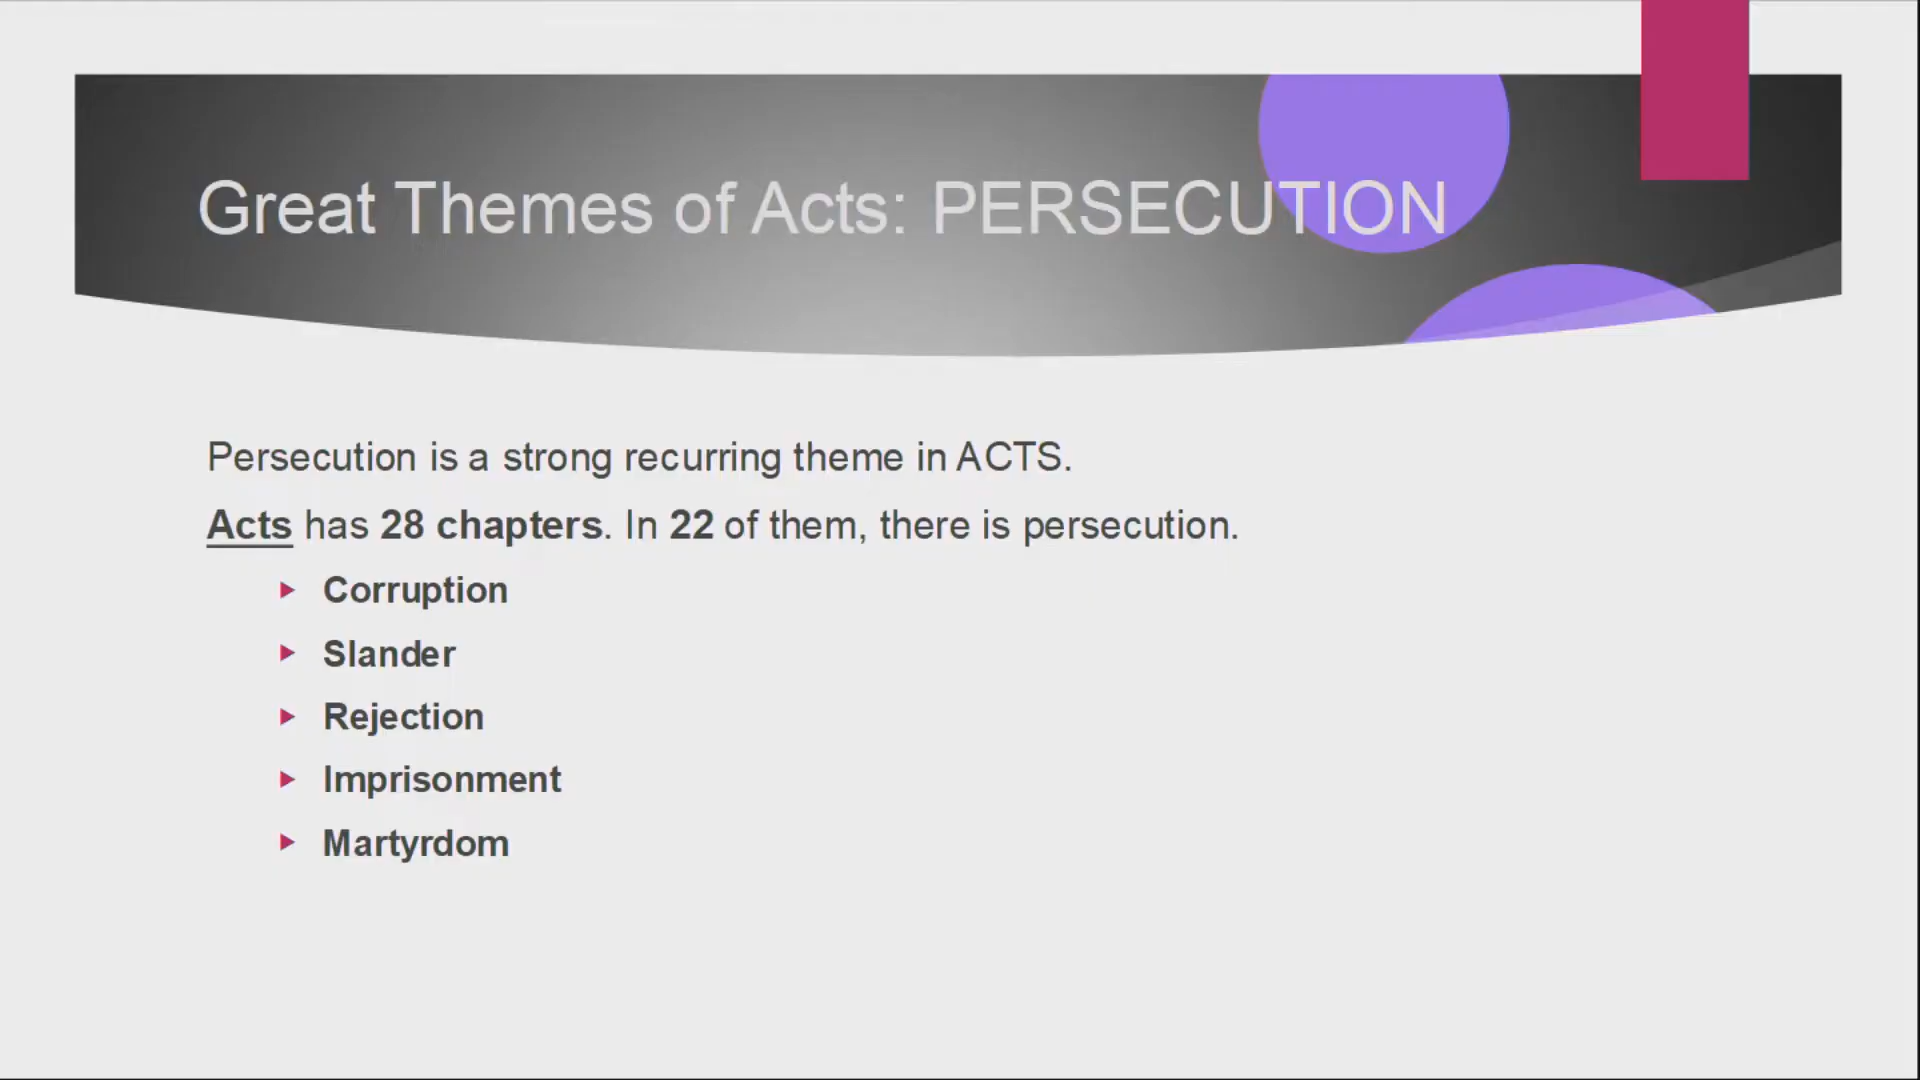 Great Themes of Acts: PERSECUTION
Persecution is a strong recurring theme in ACTS.
Acts has 28 chapters. In 22 of them, there is persecution.
Corruption
Slander
Rejection
Imprisonment
Martyrdom